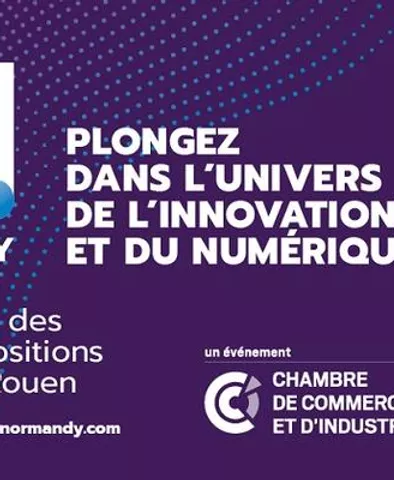 Y
PLONGEZ
DANS L'UNIVERS
DE L'INNOVATION
ET DU NUMÉRIQU
des
ositions
ouen
normandy.com
un événement
CHAMBRE
DE COMMERC
ET D'INDUSTR